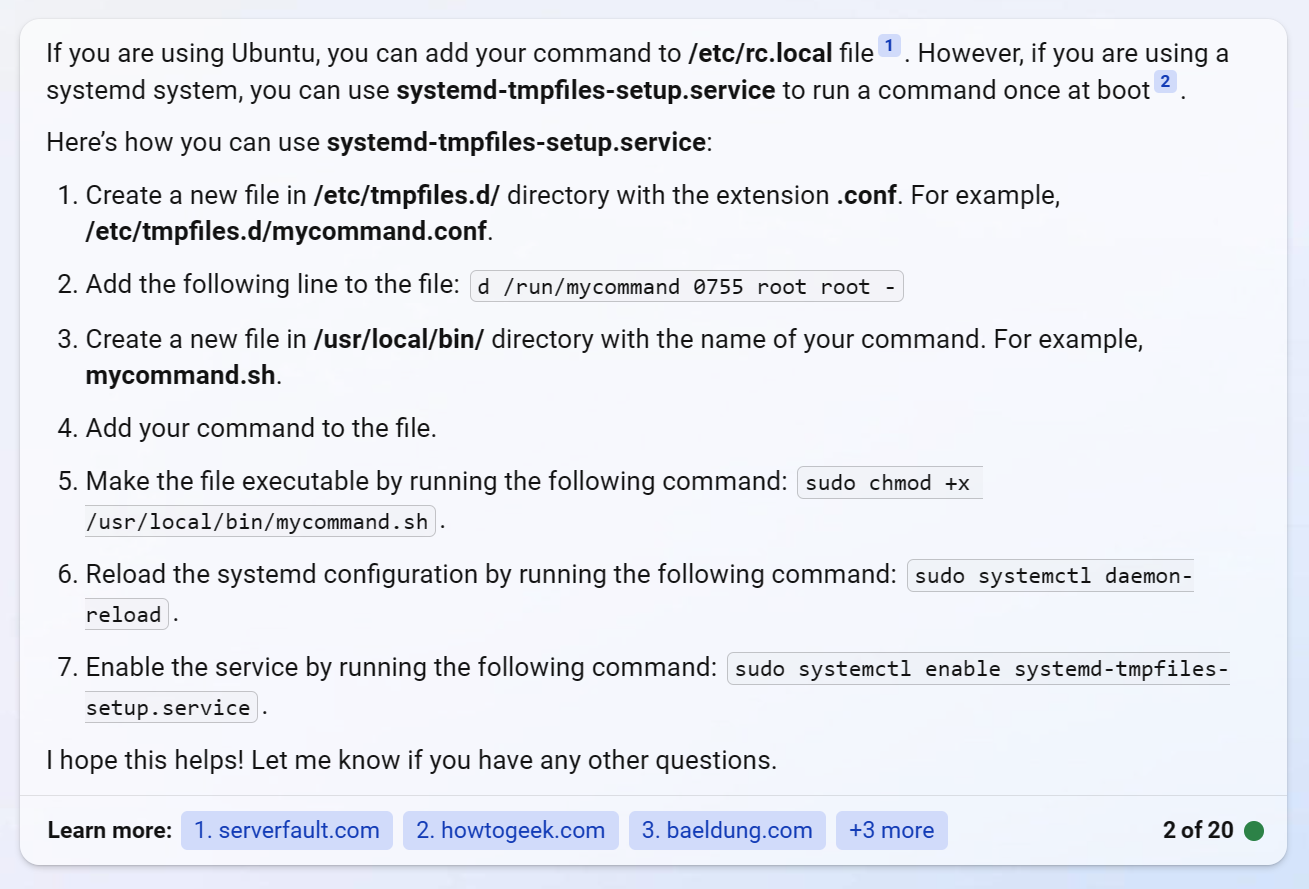 If you are using Ubuntu, you can add your command to /etc/rc.local file 1 . However, if you are using a
systemd system, you can use systemd-tmpfiles-setup.service to run a command once at boot 2 .
Here’s how you can use systemd-tmpfiles-setup.service:
1. Create a new file in /etc/tmpfiles.d/ directory with the extension .conf. For example,
/etc/tmpfiles.d/mycommand.conf.
2. Add the following line to the file: d /run/mycommand 0755 root root -
3. Create a new file in /usr/local/bin/ directory with the name of your command. For example,
mycommand.sh.
4. Add your command to the file.
5. Make the file executable by running the following command: sudo chmod +x
/usr/local/bin/mycommand.sh .
6. Reload the systemd configuration by running the following command: sudo systemctl daemon-
reload .
7. Enable the service by running the following command: sudo systemctl enable systemd-tmpfiles-
setup.service .
I hope this helps! Let me know if you have any other questions.
Learn more: 1. serverfault.com 2. howtogeek.com 3. baeldung.com +3 more 2 of 20